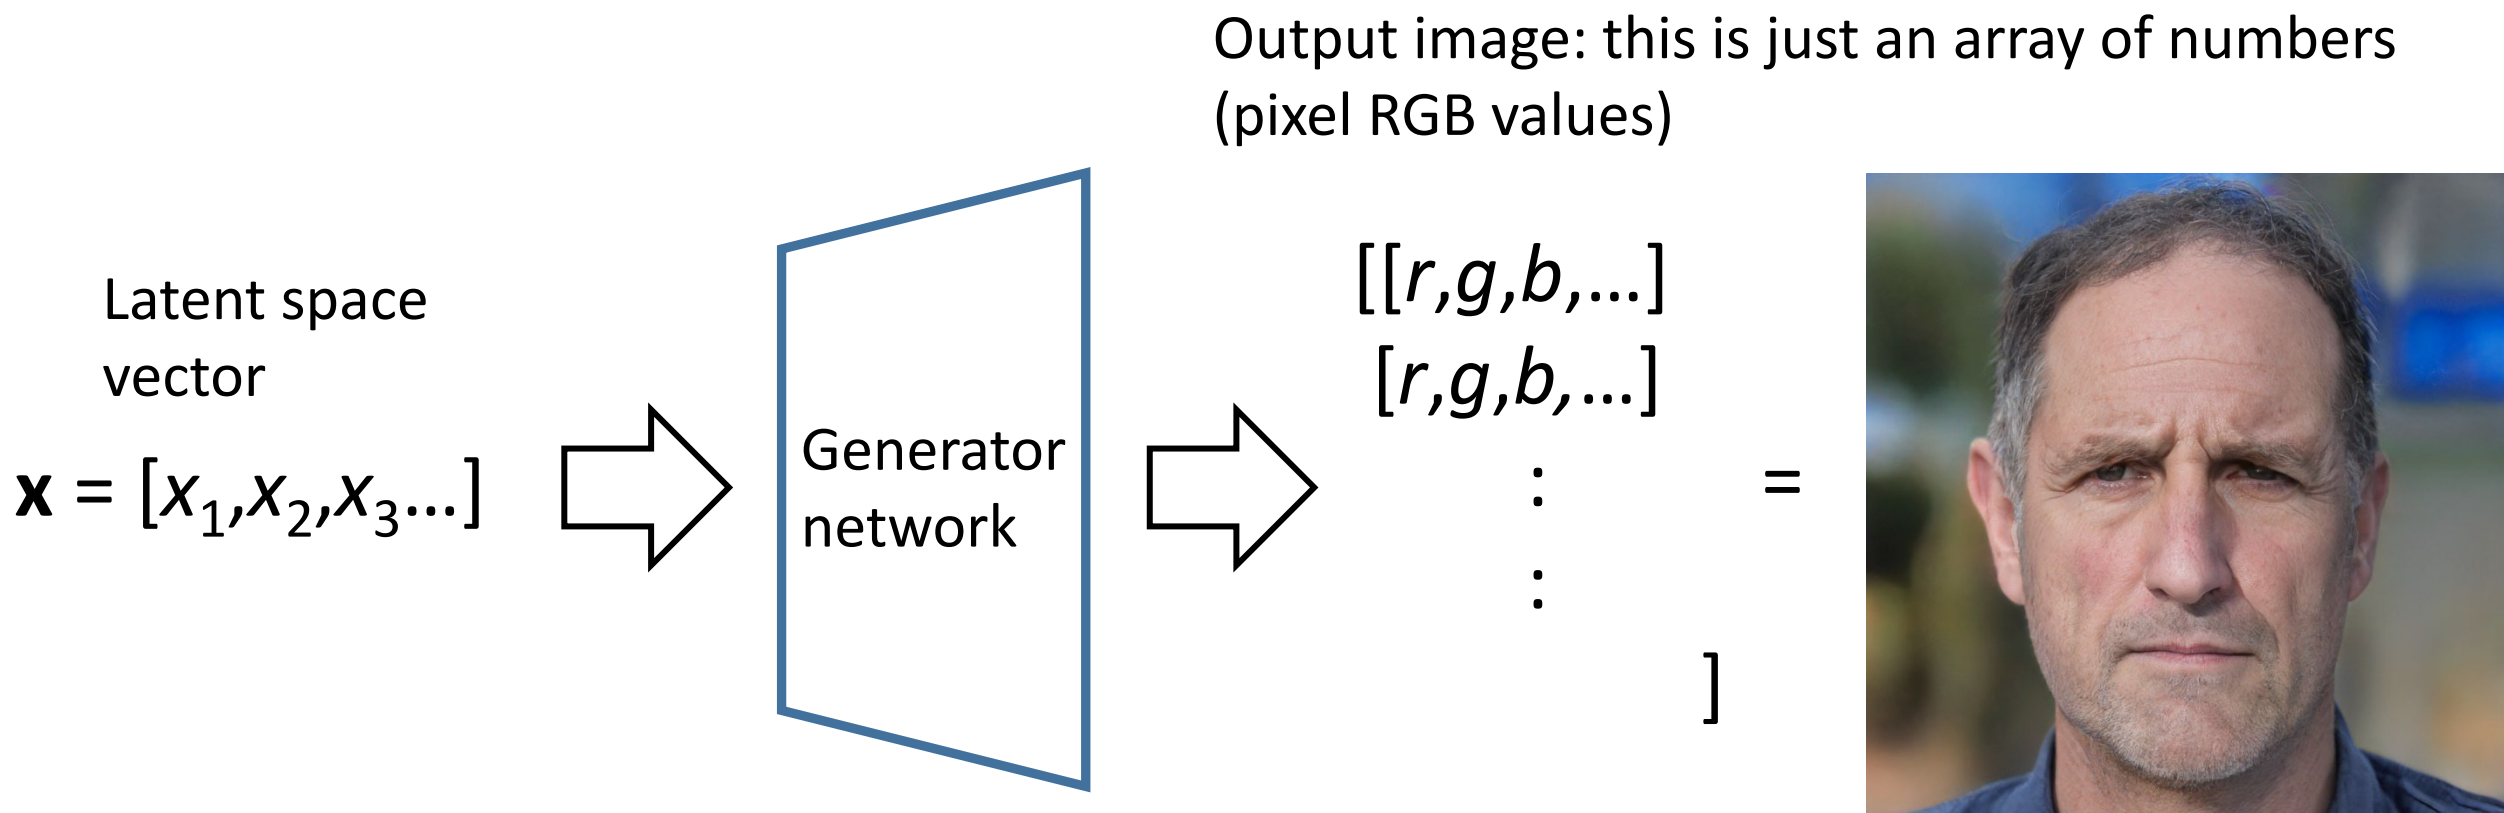 Output image: this is just an array of numbers
(pixel RGB values)
Latent space
vector
x = [x1,x2,x3...]
Generator
network
[[r,g,b,...]
[r,g,b,...]
:
:
]
=